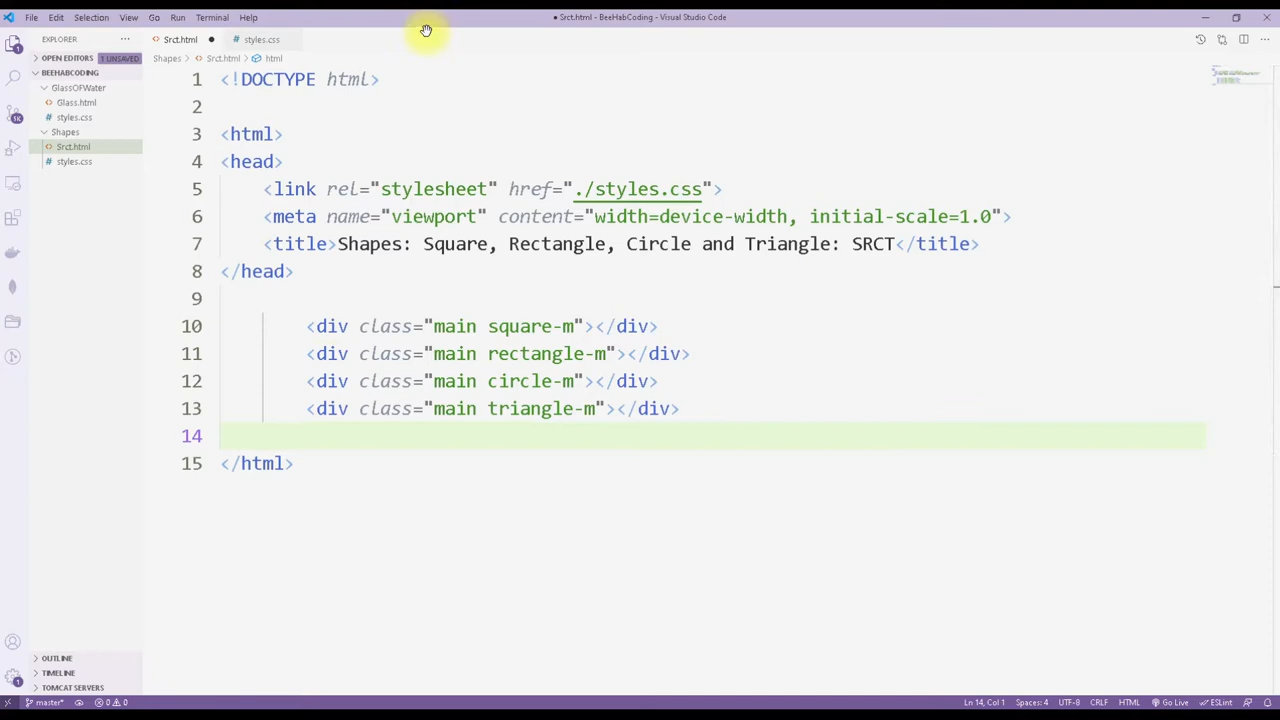 File Edit Selection View Go Run Terminal Help
● Srct.html - BeeHabCoding - Visual Studio Code
EXPLORER ···
Srct.html ●
# styles.css
OPEN EDITORS 1 UNSAVED
Shapes > Srct.html > html
BEEHABCODING
GlassOFWater
Glass.html
# styles.css
Shapes
Srct.html
# styles.css
1 <!DOCTYPE html>
2
3 <html>
4 <head>
5 <link rel="stylesheet" href="./styles.css">
6 <meta name="viewport" content="width=device-width, initial-scale=1.0">
7 <title>Shapes: Square, Rectangle, Circle and Triangle: SRCT</title>
8 </head>
9
10 <div class="main square-m"></div>
11 <div class="main rectangle-m"></div>
12 <div class="main circle-m"></div>
13 <div class="main triangle-m"></div>
14
15 </html>
5K
1
1
OUTLINE
TIMELINE
TOMCAT SERVERS
master* 0 0 Ln 14, Col 1 Spaces: 4 UTF-8 CRLF HTML Go Live ESLint